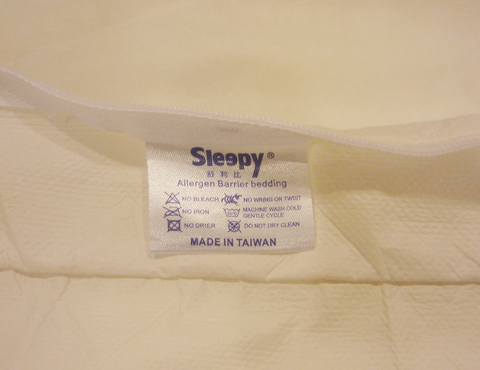 Sleepy®
舒利比
Allergen Barrier bedding
NO BLEACH NO WRING OR TWIST
NO IRON MACHINE WASH COLD GENTLE CYCLE
NO DRIER DO NOT DRY CLEAN
MADE IN TAIWAN